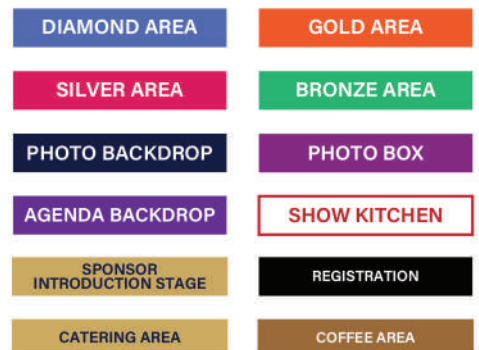 DIAMOND AREA
GOLD AREA
SILVER AREA
BRONZE AREA
PHOTO BACKDROP
PHOTO BOX
AGENDA BACKDROP
SHOW KITCHEN
SPONSOR
INTRODUCTION STAGE
REGISTRATION
CATERING AREA
COFFEE AREA